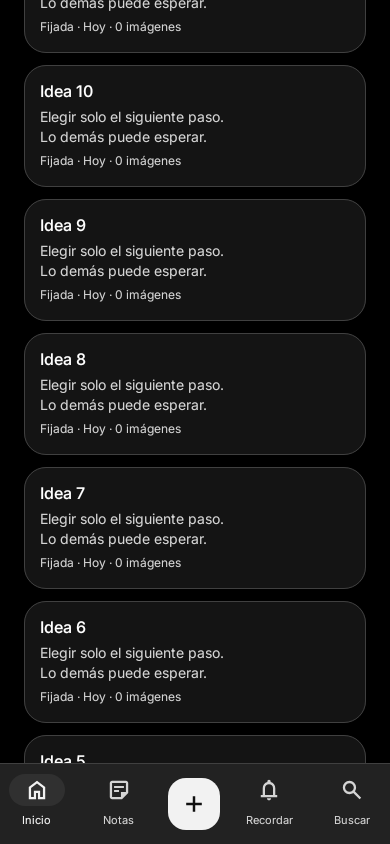 Lo demás puede esperar.
Fijada · Hoy · 0 imágenes
Idea 10
Elegir solo el siguiente paso.
Lo demás puede esperar.
Fijada · Hoy · 0 imágenes
Idea 9
Elegir solo el siguiente paso.
Lo demás puede esperar.
Fijada · Hoy · 0 imágenes
Idea 8
Elegir solo el siguiente paso.
Lo demás puede esperar.
Fijada · Hoy · 0 imágenes
Idea 7
Elegir solo el siguiente paso.
Lo demás puede esperar.
Fijada · Hoy · 0 imágenes
Idea 6
Elegir solo el siguiente paso.
Lo demás puede esperar.
Fijada · Hoy · 0 imágenes
Idea 5
Inicio
Notas
Recordar
Buscar